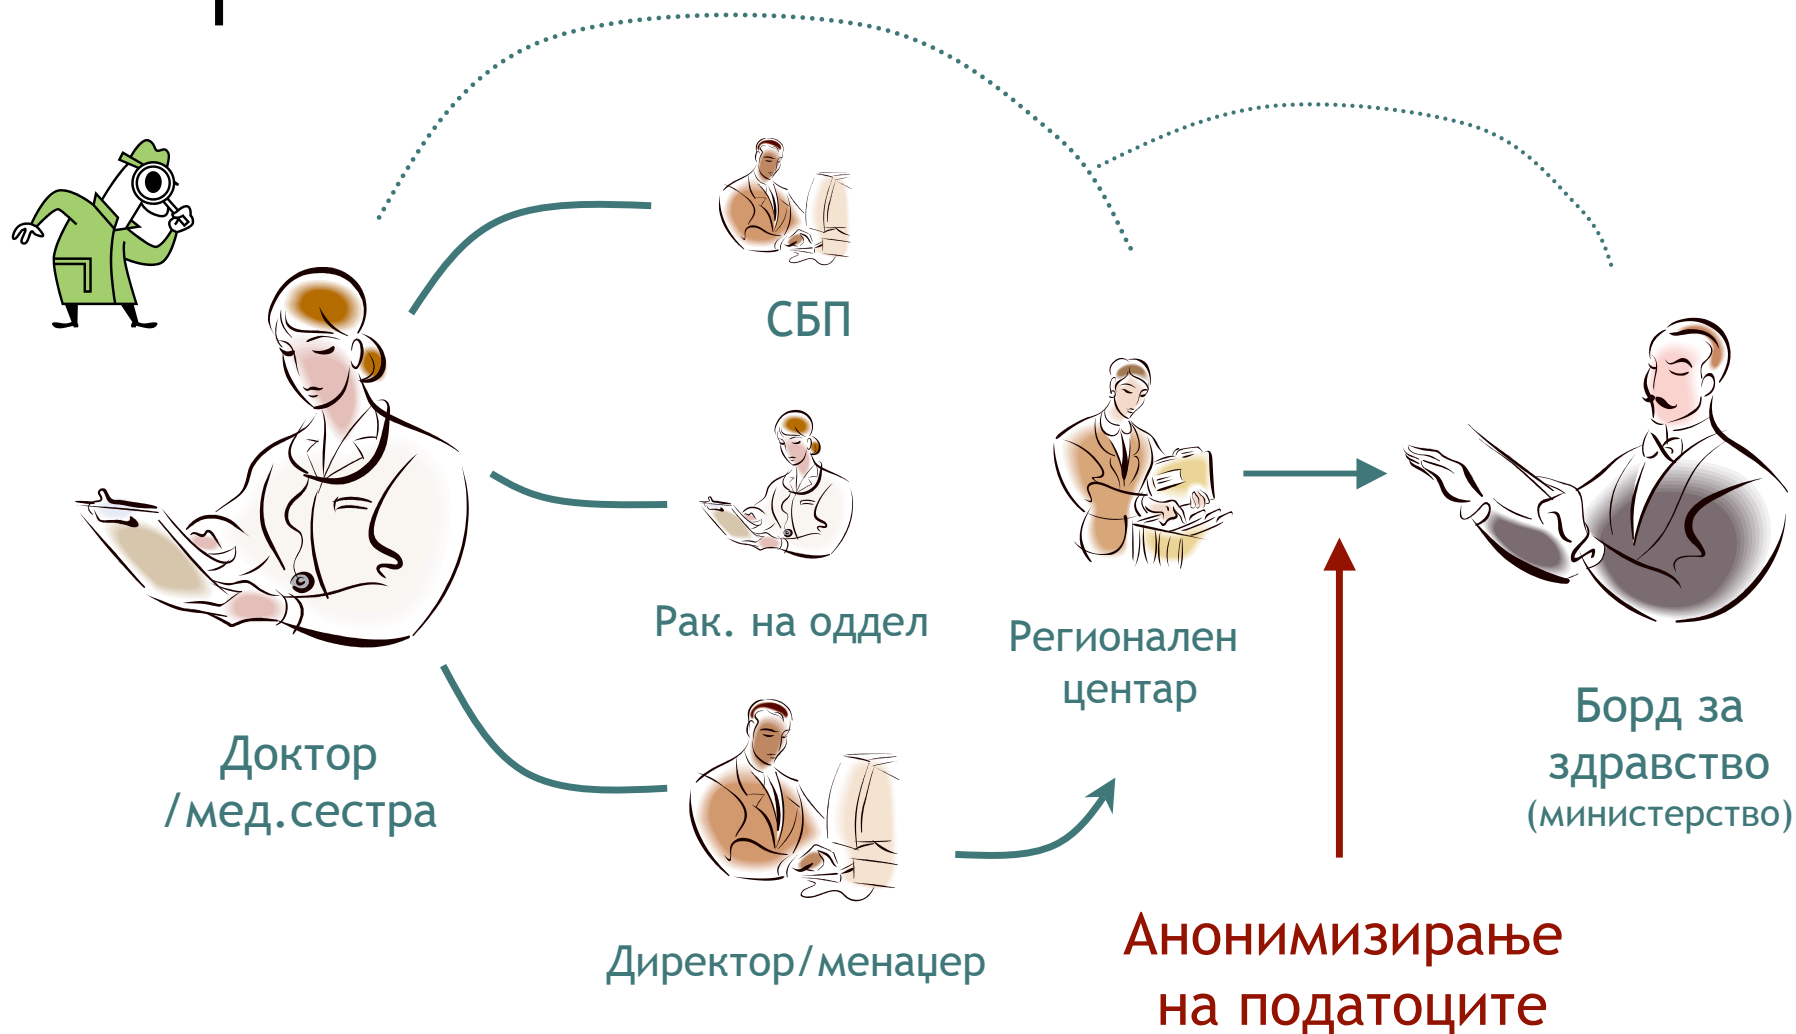 СБП
Рак. на оддел
Регионален
центар
Борд за
здравство
(министерство)
Доктор
/мед.сестра
Директор/менаџер
Анонимизирање
на податоците